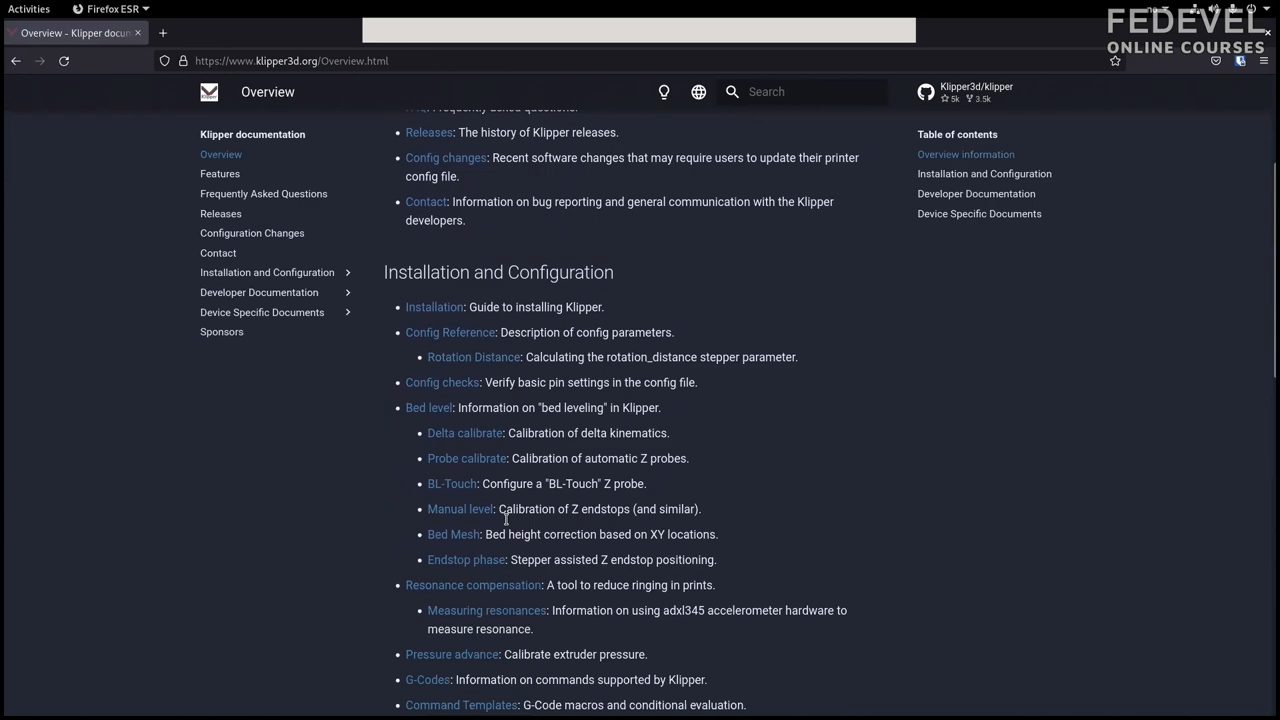 Activities
Firefox ESR
FEDEVEL
ONLINE COURSES
Overview - Klipper docum
https://www.klipper3d.org/Overview.html
Overview
Search
Klipper3d/klipper
5k 3.5k
Klipper documentation
Overview
Features
Frequently Asked Questions
Releases
Configuration Changes
Contact
Installation and Configuration
Developer Documentation
Device Specific Documents
Sponsors
Releases: The history of Klipper releases.
Config changes: Recent software changes that may require users to update their printer
config file.
Contact: Information on bug reporting and general communication with the Klipper
developers.
Installation and Configuration
Installation: Guide to installing Klipper.
Config Reference: Description of config parameters.
Rotation Distance: Calculating the rotation_distance stepper parameter.
Config checks: Verify basic pin settings in the config file.
Bed level: Information on "bed leveling" in Klipper.
Delta calibrate: Calibration of delta kinematics.
Probe calibrate: Calibration of automatic Z probes.
BL-Touch: Configure a "BL-Touch" Z probe.
Manual level: Calibration of Z endstops (and similar).
Bed Mesh: Bed height correction based on XY locations.
Endstop phase: Stepper assisted Z endstop positioning.
Resonance compensation: A tool to reduce ringing in prints.
Measuring resonances: Information on using adxl345 accelerometer hardware to
measure resonance.
Pressure advance: Calibrate extruder pressure.
G-Codes: Information on commands supported by Klipper.
Command Templates: G-Code macros and conditional evaluation.
Table of contents
Overview information
Installation and Configuration
Developer Documentation
Device Specific Documents